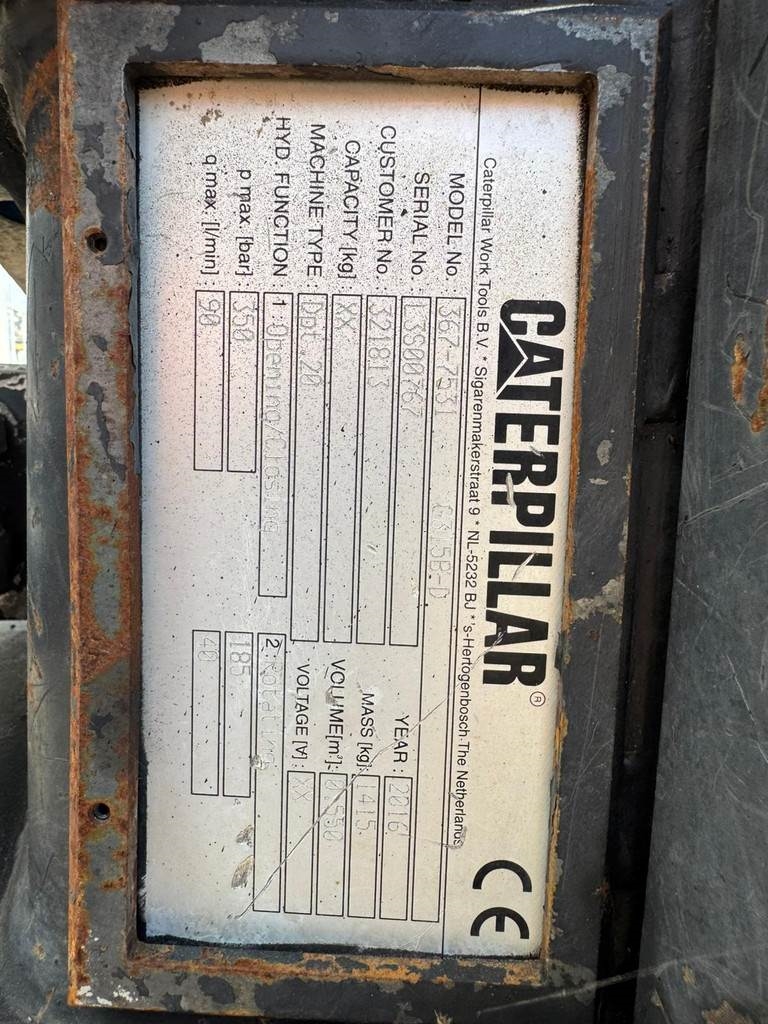 CATERPILLAR® CE
Caterpillar Work Tools B.V. * Sigarenmakerstraat 9 * NL-5232 BJ *'s-Hertogenbosch.The Netherlands
MODEL No. : 367-7531 G315B-D
SERIAL No. : L3S00767 YEAR : 2016
CUSTOMER No. : 321813 MASS [kg]: 1415
CAPACITY [kg] : XX VOLUME[m³]: 0.550
MACHINE TYPE : Dpt.20 VOLTAGE [V] : XX
HYD. FUNCTION : 1 : Opening/Closing 2 : Rotating
p max. [bar] : 350 185
q max. [l/min] : 90 40